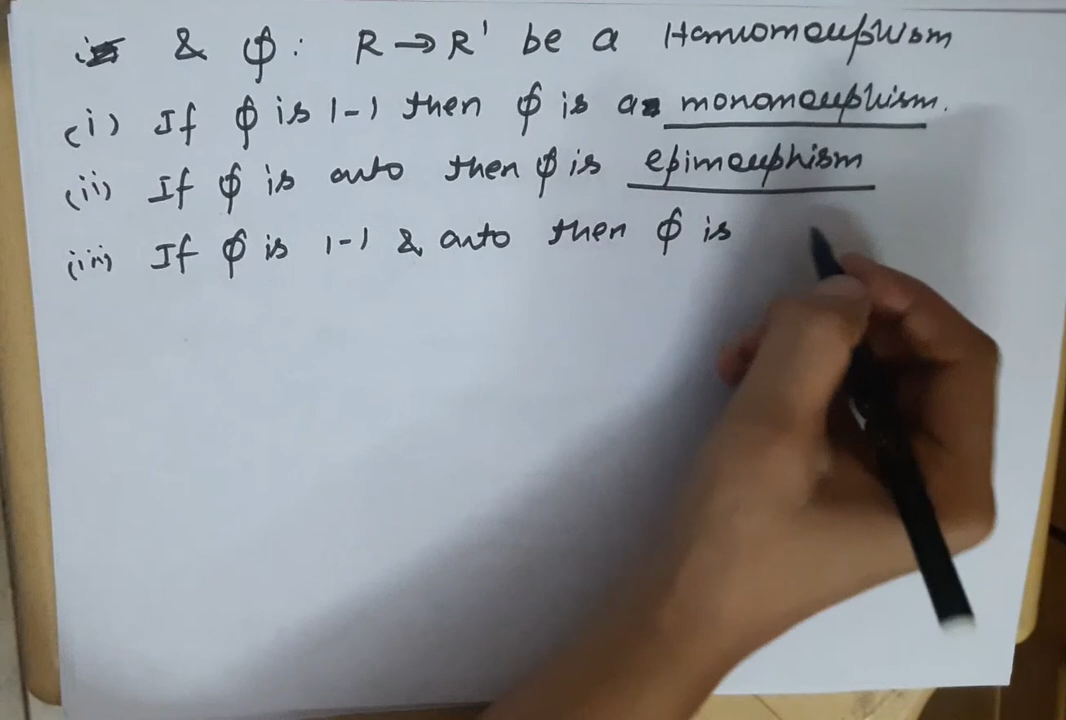 & φ: R → R' be a Homomorphism
(i) If φ is 1-1 then φ is a monomorphism.
(ii) If φ is onto then φ is epimorphism
(iii) If φ is 1-1 & onto then φ is